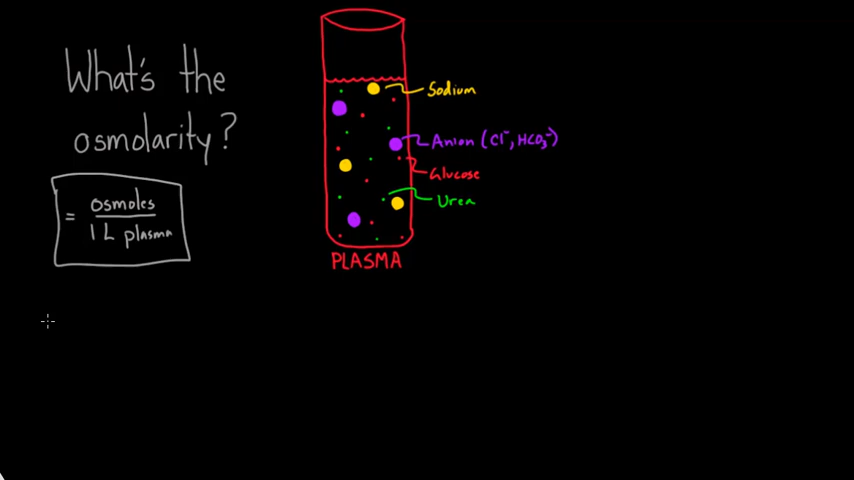 What's the
osmolarity?
= osmoles
1 L plasma
Sodium
Anion (Cl⁻, HCO₃⁻)
Glucose
Urea
PLASMA